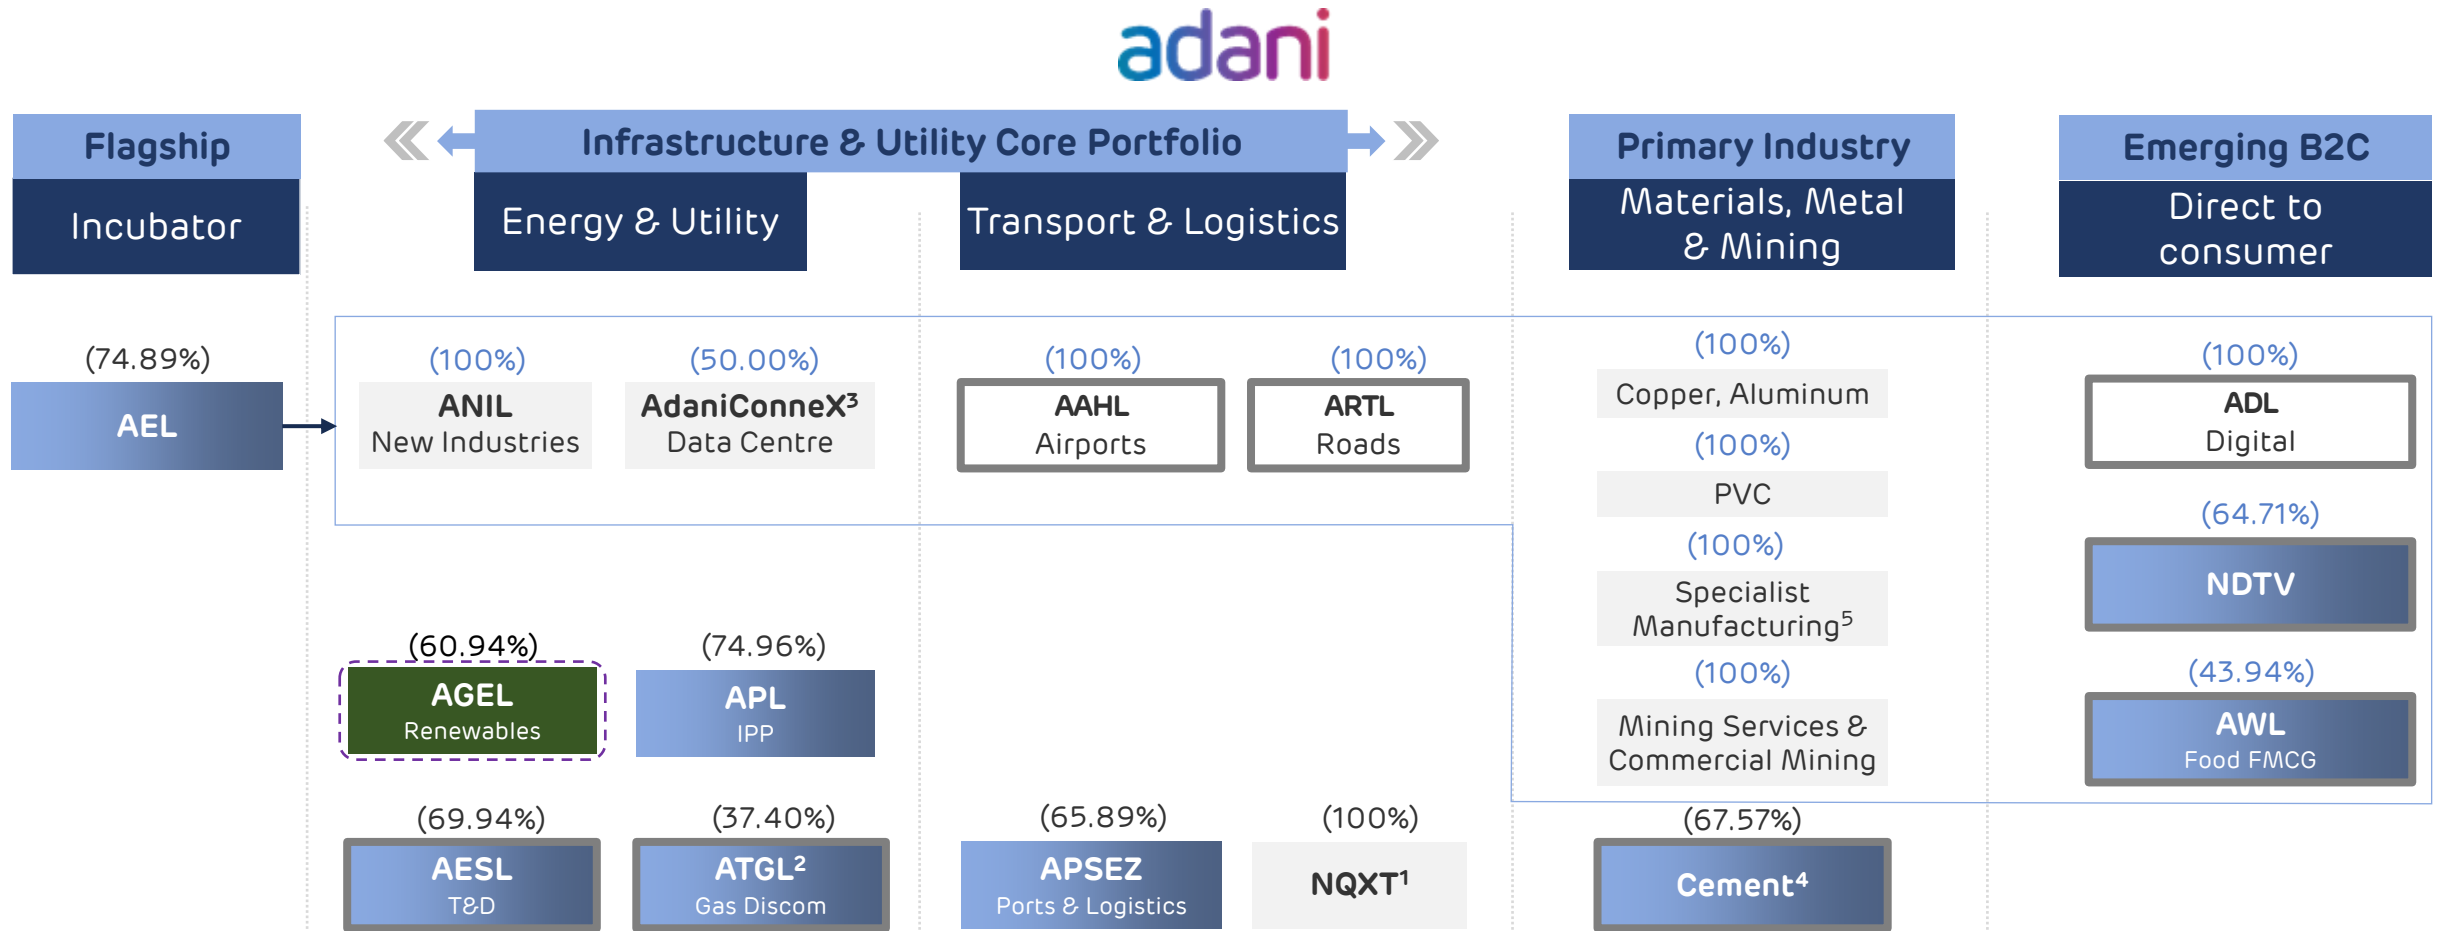 adani
Flagship
Incubator
Infrastructure & Utility Core Portfolio
Energy & Utility
Transport & Logistics
Primary Industry
Materials, Metal
& Mining
Emerging B2C
Direct to
consumer
(74.89%)
AEL
(100%)
ANIL
New Industries
(50.00%)
AdaniConneX³
Data Centre
(100%)
AAHL
Airports
(100%)
ARTL
Roads
(100%)
Copper, Aluminum
(100%)
PVC
(100%)
Specialist
Manufacturing⁵
(100%)
Mining Services &
Commercial Mining
(100%)
ADL
Digital
(64.71%)
NDTV
(43.94%)
AWL
Food FMCG
(60.94%)
AGEL
Renewables
(74.96%)
APL
IPP
(69.94%)
AESL
T&D
(37.40%)
ATGL²
Gas Discom
(65.89%)
APSEZ
Ports & Logistics
(100%)
NQXT¹
(67.57%)
Cement⁴